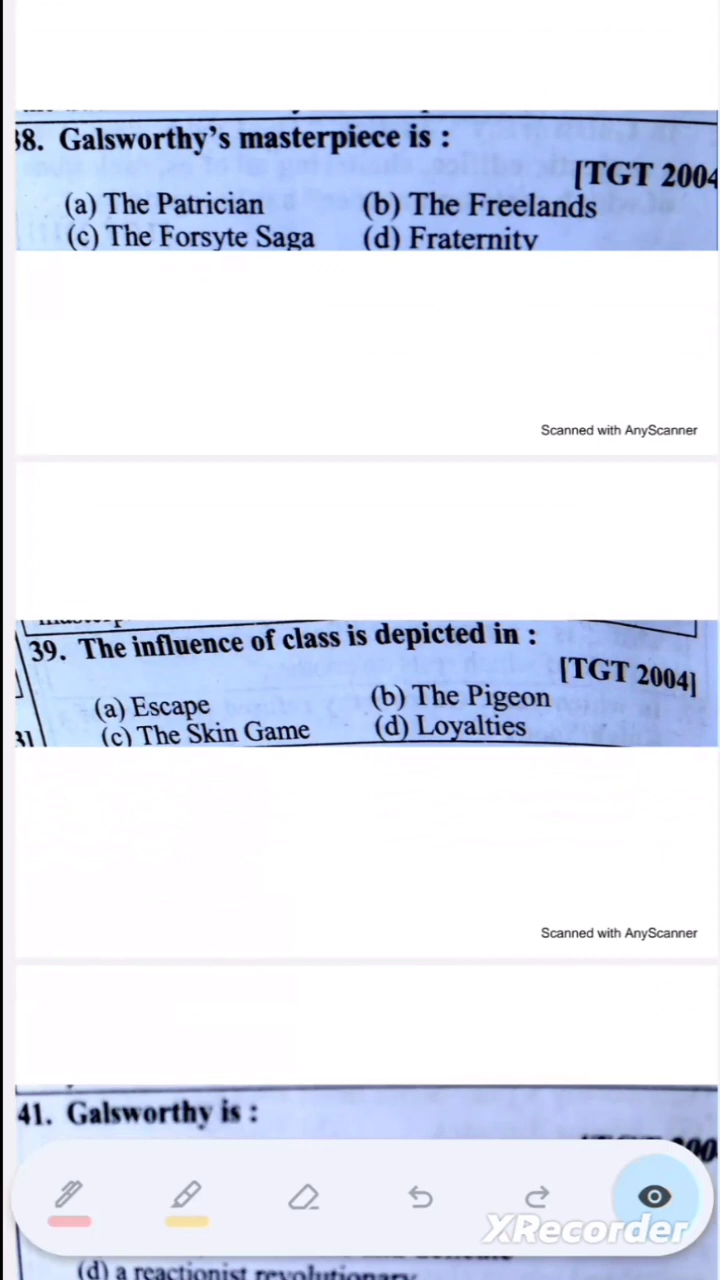 38. Galsworthy's masterpiece is :
[TGT 2004
(a) The Patrician (b) The Freelands
(c) The Forsyte Saga (d) Fraternity
Scanned with AnyScanner
39. The influence of class is depicted in :
[TGT 2004]
(a) Escape (b) The Pigeon
31 (c) The Skin Game (d) Loyalties
Scanned with AnyScanner
41. Galsworthy is :
XRecorder
(d) a reactionist revolutionary